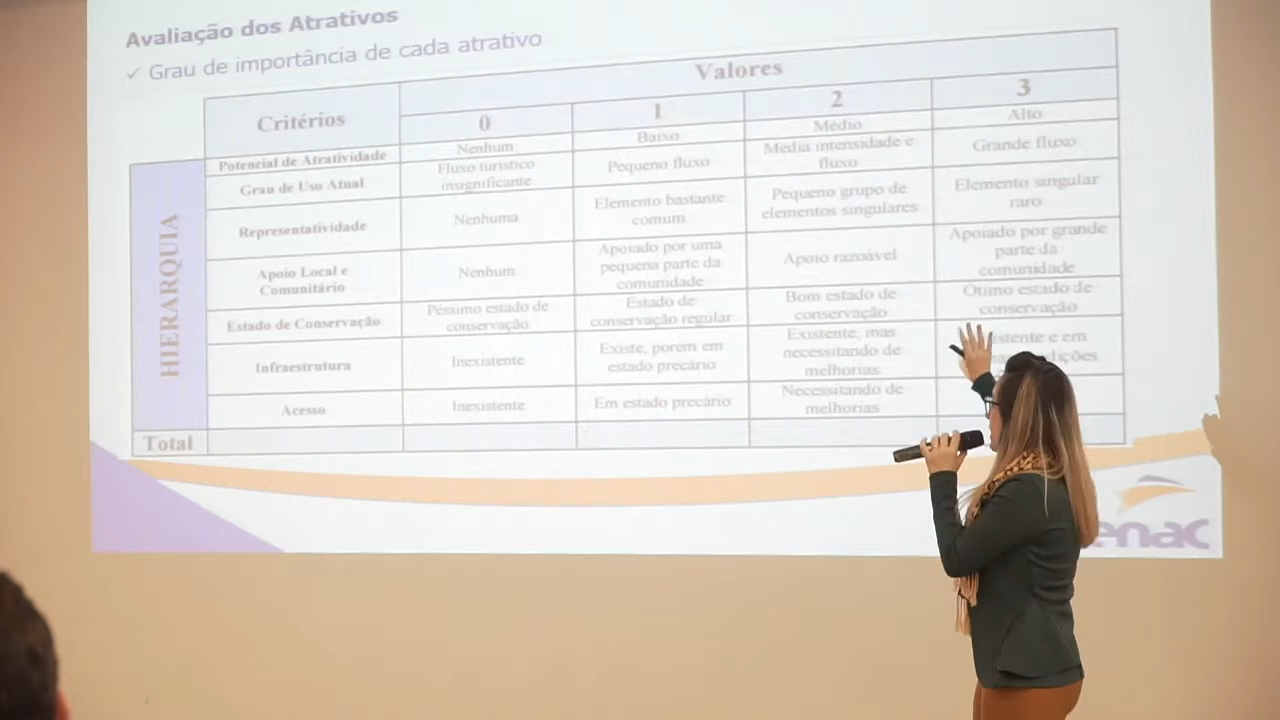 Avaliação dos Atrativos
✓ Grau de importância de cada atrativo
Critérios
Valores
0
1
2
3
HIERARQUIA
Potencial de Atratividade
Nenhum
Baixo
Médio
Alto
Grau de Uso Atual
Fluxo turístico
insignificante
Pequeno fluxo
Média intensidade e
fluxo
Grande fluxo
Representatividade
Nenhuma
Elemento bastante
comum
Pequeno grupo de
elementos singulares
Elemento singular
raro
Apoio Local e
Comunitário
Nenhum
Apoiado por uma
pequena parte da
comunidade
Apoio razoável
Apoiado por grande
parte da
comunidade
Estado de Conservação
Péssimo estado de
conservação
Estado de
conservação regular
Bom estado de
conservação
Ótimo estado de
conservação
Infraestrutura
Inexistente
Existe, porém em
estado precário
Existente, mas
necessitando de
melhorias
istente e em
dições
Acesso
Inexistente
Em estado precário
Necessitando de
melhorias
Total
enac